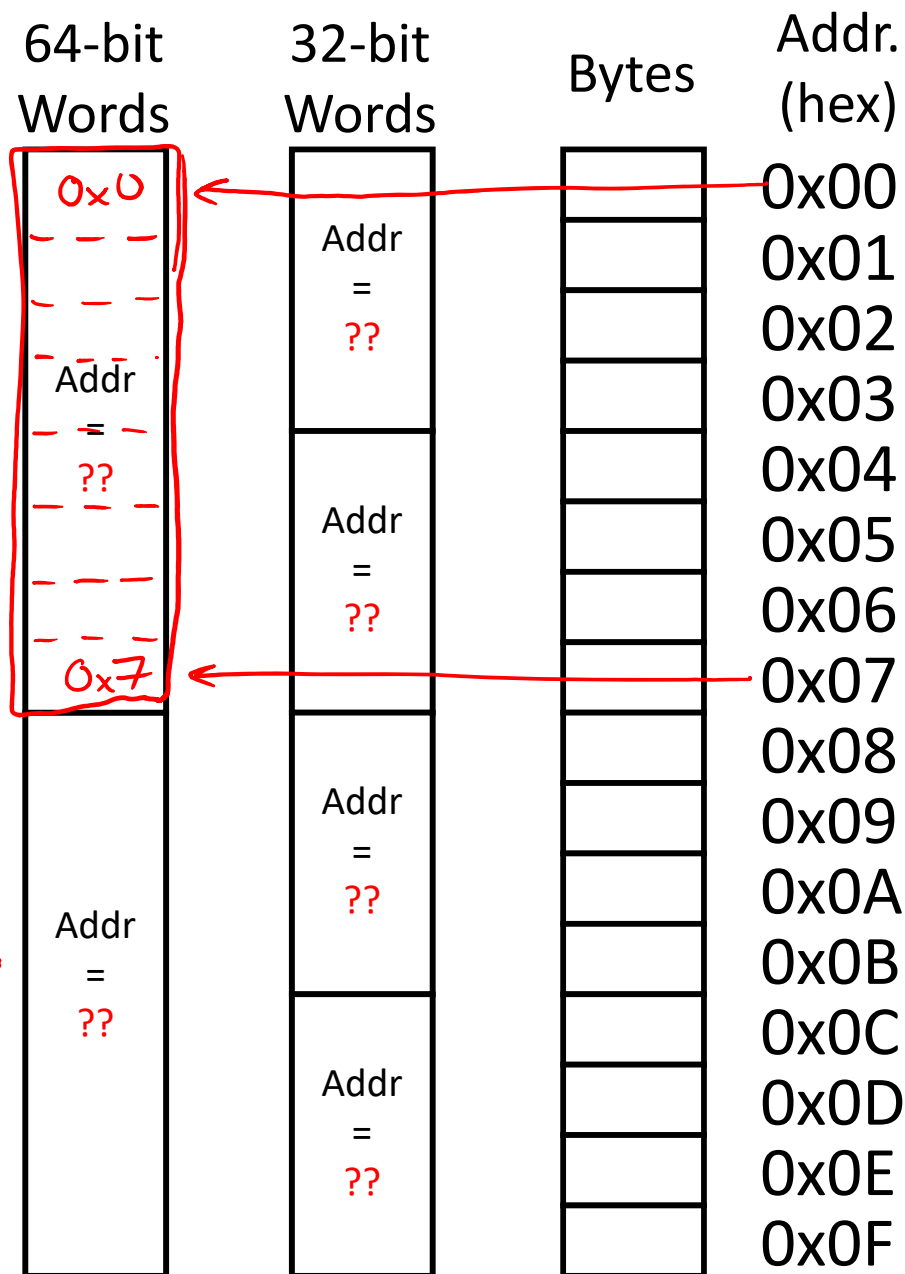 64-bit
Words
0x0
Addr
=
??
0x7
Addr
=
??
32-bit
Words
Addr
=
??
Addr
=
??
Addr
=
??
Addr
=
??
Bytes
Addr.
(hex)
0x00
0x01
0x02
0x03
0x04
0x05
0x06
0x07
0x08
0x09
0x0A
0x0B
0x0C
0x0D
0x0E
0x0F